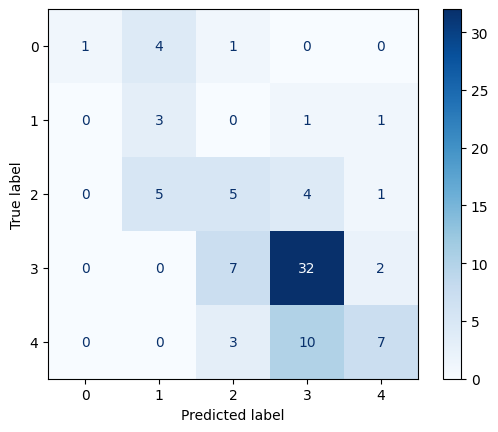 0 1 4 1 0 0
1 0 3 0 1 1
2 0 5 5 4 1
3 0 0 7 32 2
4 0 0 3 10 7
0 1 2 3 4
Predicted label
True label
30
25
20
15
10
5
0